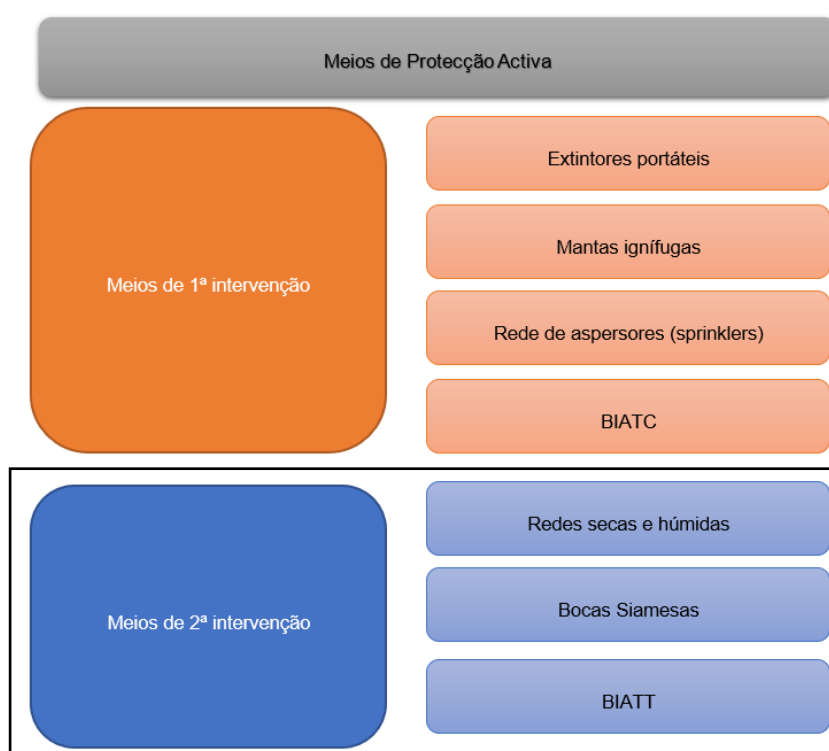 Meios de Protecção Activa
Meios de 1ª intervenção
Extintores portáteis
Mantas ignífugas
Rede de aspersores (sprinklers)
BIATC
Meios de 2ª intervenção
Redes secas e húmidas
Bocas Siamesas
BIATT